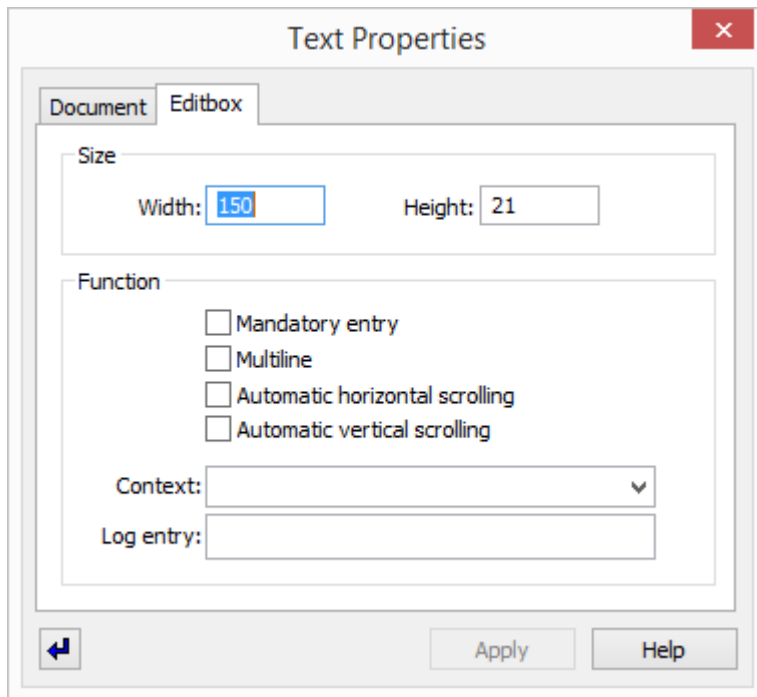 Text Properties
Document Editbox
Size
Width: 150 Height: 21
Function
Mandatory entry
Multiline
Automatic horizontal scrolling
Automatic vertical scrolling
Context:
Log entry:
Apply Help